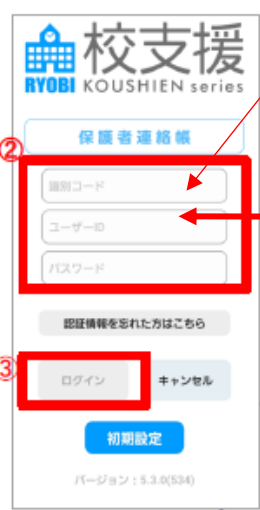 校支援
RYOBI KOUSHIEN series
保護者連絡帳
②
識別コード
ユーザーID
パスワード
認証情報を忘れた方はこちら
③
ログイン
キャンセル
初期設定
バージョン：5.3.0(534)